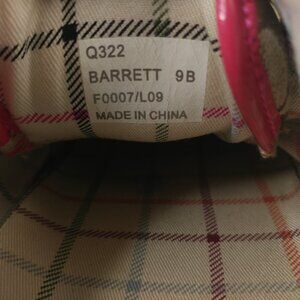 Q322
BARRETT 9B
F0007/L09
MADE IN CHINA